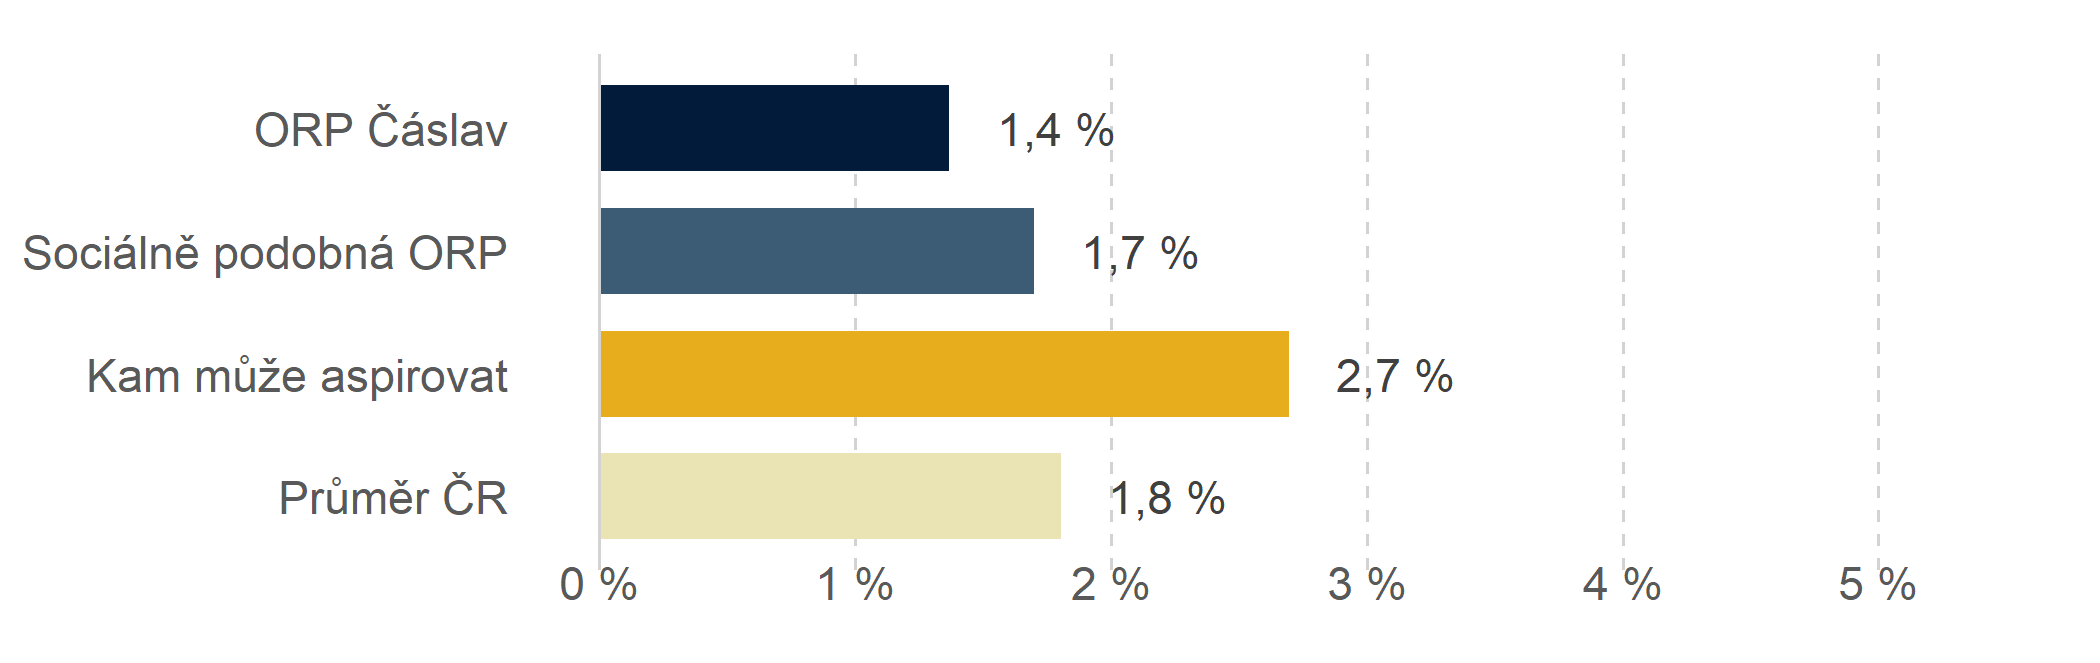 ORP Čáslav 1,4 %
Sociálně podobná ORP 1,7 %
Kam může aspirovat 2,7 %
Průměr ČR 1,8 %
0 % 1 % 2 % 3 % 4 % 5 %